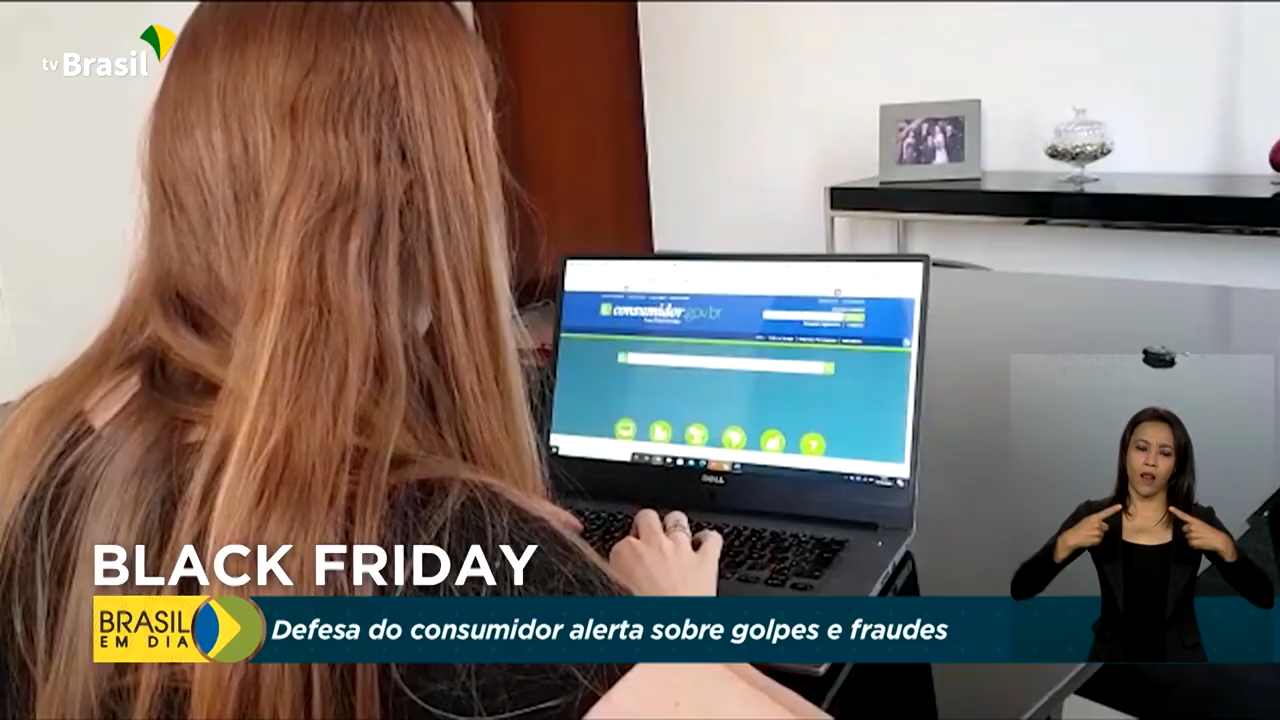 tv Brasil
consumidor.gov.br
DELL
BLACK FRIDAY
BRASIL
EM DIA
Defesa do consumidor alerta sobre golpes e fraudes